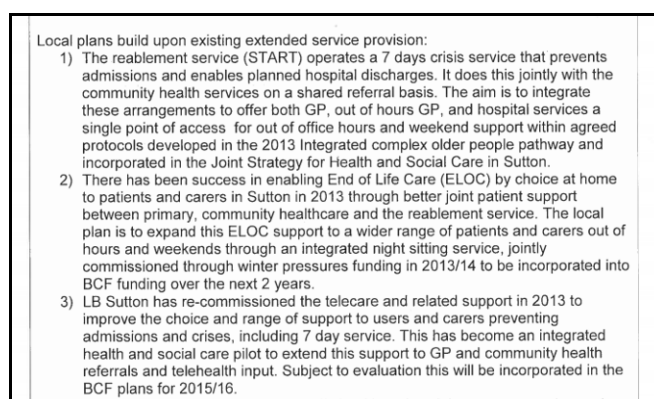 Local plans build upon existing extended service provision:
1) The reablement service (START) operates a 7 days crisis service that prevents
admissions and enables planned hospital discharges. It does this jointly with the
community health services on a shared referral basis. The aim is to integrate
these arrangements to offer both GP, out of hours GP, and hospital services a
single point of access for out of office hours and weekend support within agreed
protocols developed in the 2013 Integrated complex older people pathway and
incorporated in the Joint Strategy for Health and Social Care in Sutton.
2) There has been success in enabling End of Life Care (ELOC) by choice at home
to patients and carers in Sutton in 2013 through better joint patient support
between primary, community healthcare and the reablement service. The local
plan is to expand this ELOC support to a wider range of patients and carers out of
hours and weekends through an integrated night sitting service, jointly
commissioned through winter pressures funding in 2013/14 to be incorporated into
BCF funding over the next 2 years.
3) LB Sutton has re-commissioned the telecare and related support in 2013 to
improve the choice and range of support to users and carers preventing
admissions and crises, including 7 day service. This has become an integrated
health and social care pilot to extend this support to GP and community health
referrals and telehealth input. Subject to evaluation this will be incorporated in the
BCF plans for 2015/16.